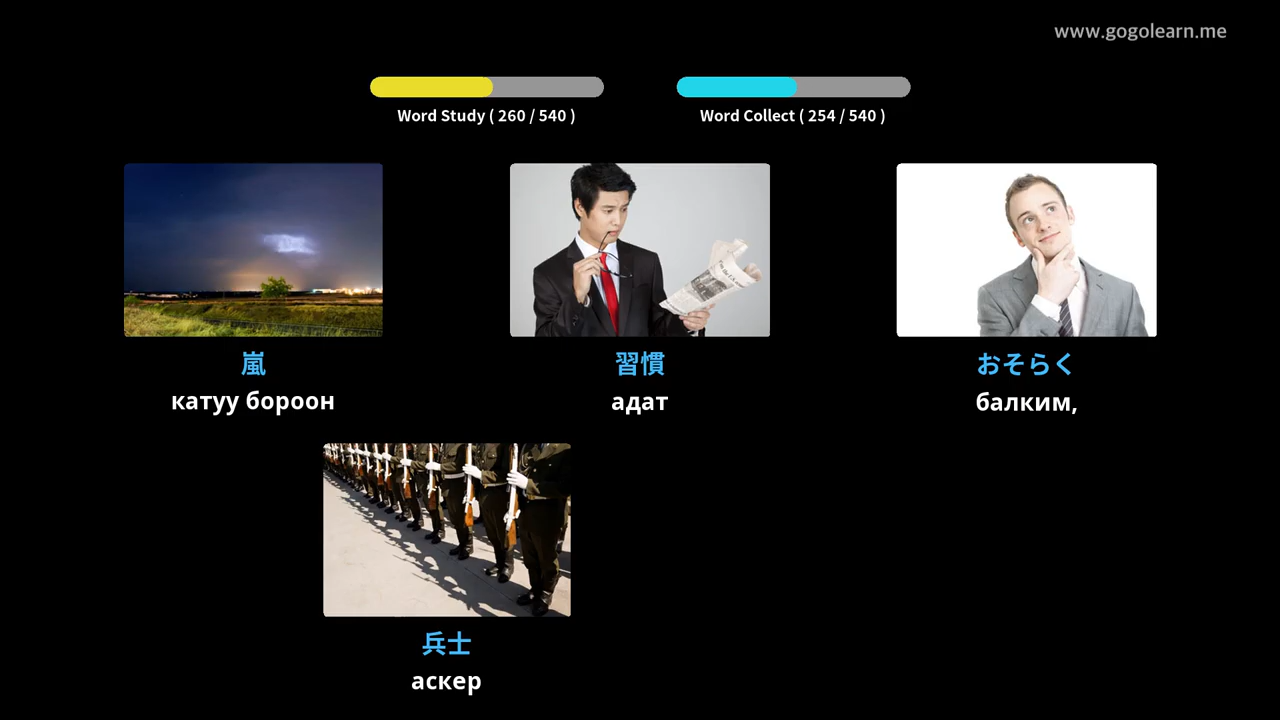 www.gogolearn.me
Word Study ( 260 / 540 )
Word Collect ( 254 / 540 )
嵐
катуу бороон
習慣
адат
おそらく
балким,
兵士
аскер